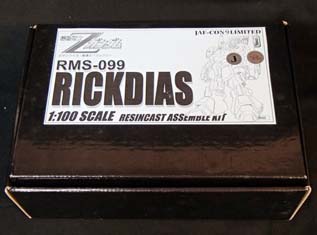 JAF-CON 9 LIMITED
RMS-099
RICKDIAS
1:100 SCALE RESINCAST ASSEMBLE KIT